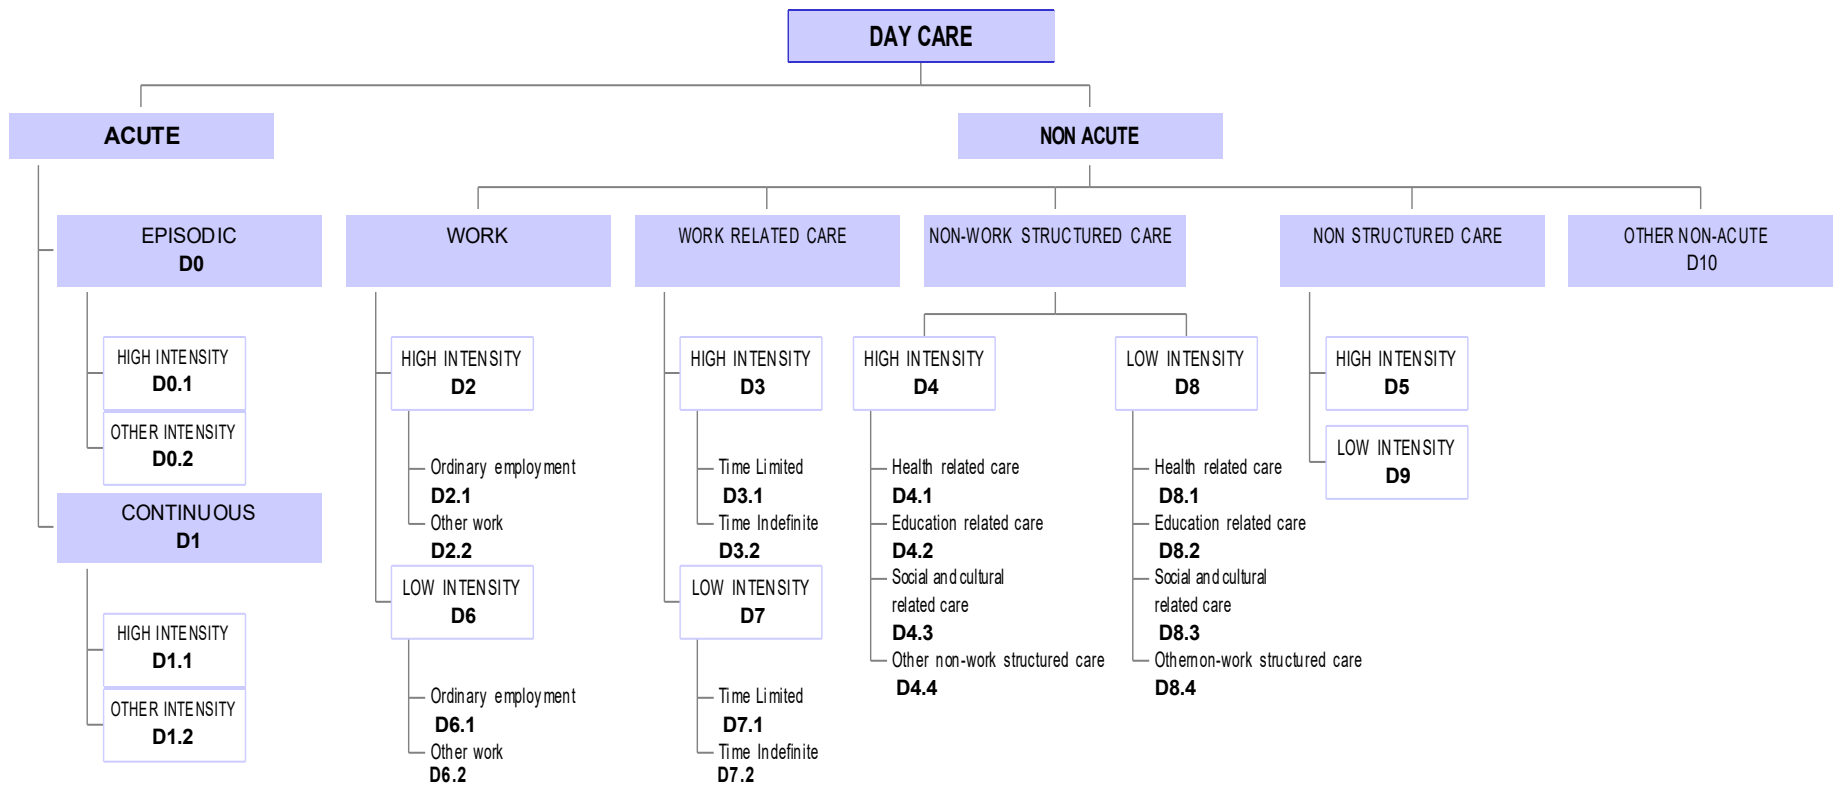 DAY CARE
ACUTE
NON ACUTE
EPISODIC
D0
WORK
WORK RELATED CARE
NON-WORK STRUCTURED CARE
NON STRUCTURED CARE
OTHER NON-ACUTE
D10
HIGH INTENSITY
D0.1
OTHER INTENSITY
D0.2
CONTINUOUS
D1
HIGH INTENSITY
D1.1
OTHER INTENSITY
D1.2
HIGH INTENSITY
D2
Ordinary employment
D2.1
Other work
D2.2
LOW INTENSITY
D6
Ordinary employment
D6.1
Other work
D6.2
HIGH INTENSITY
D3
Time Limited
D3.1
Time Indefinite
D3.2
LOW INTENSITY
D7
Time Limited
D7.1
Time Indefinite
D7.2
HIGH INTENSITY
D4
Health related care
D4.1
Education related care
D4.2
Social and cultural
related care
D4.3
Other non-work structured care
D4.4
LOW INTENSITY
D8
Health related care
D8.1
Education related care
D8.2
Social and cultural
related care
D8.3
Othernon-work structured care
D8.4
HIGH INTENSITY
D5
LOW INTENSITY
D9